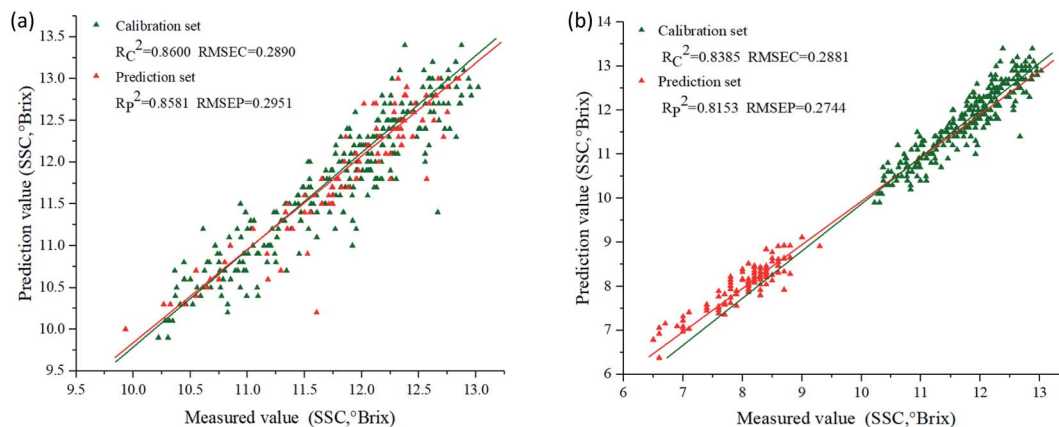 (a)
Calibration set
RC2=0.8600 RMSEC=0.2890
Prediction set
RP2=0.8581 RMSEP=0.2951
13.5
13.0
12.5
12.0
11.5
11.0
10.5
10.0
9.5
9.5 10.0 10.5 11.0 11.5 12.0 12.5 13.0
Prediction value (SSC,°Brix)
Measured value (SSC,°Brix)
(b)
Calibration set
RC2=0.8385 RMSEC=0.2881
Prediction set
RP2=0.8153 RMSEP=0.2744
14
13
12
11
10
9
8
7
6
6 7 8 9 10 11 12 13
Prediction value (SSC,°Brix)
Measured value (SSC,°Brix)